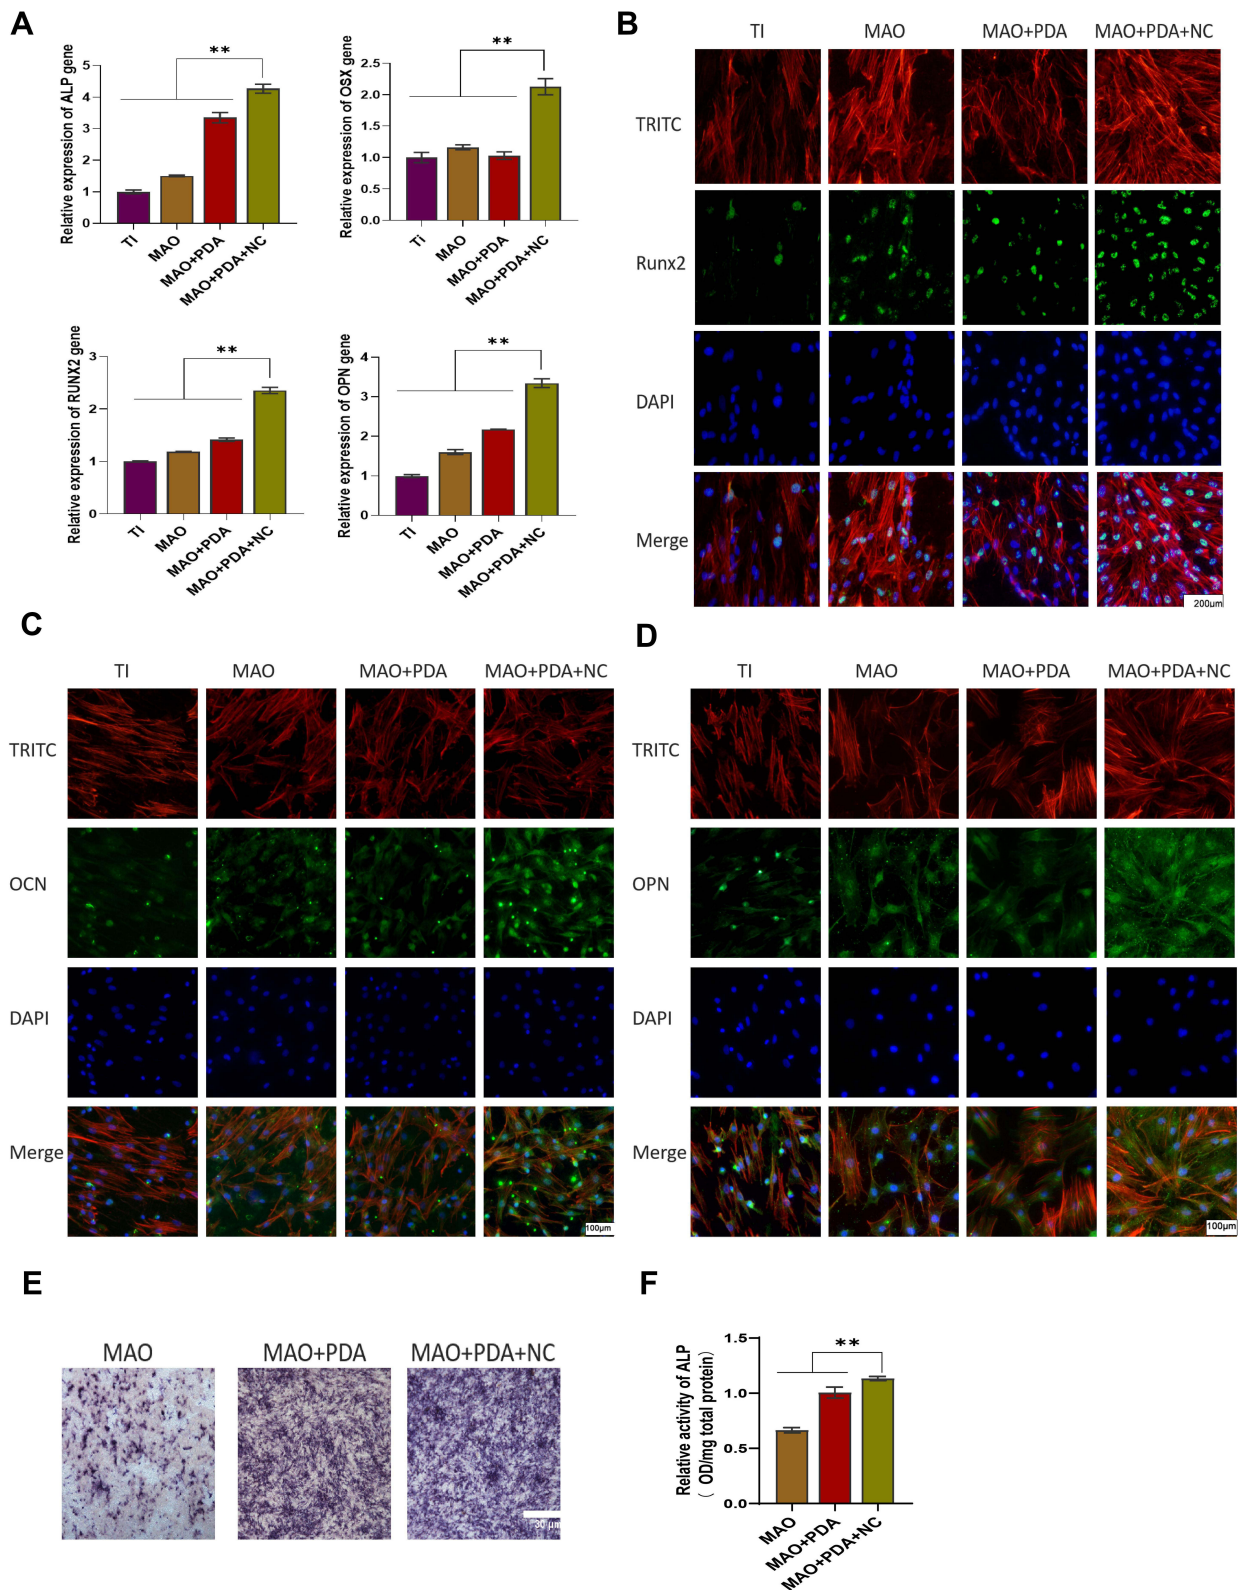 A
Relative expression of ALP gene
5
4
3
2
1
0
**
TI
MAO
MAO+PDA
MAO+PDA+NC
Relative expression of OSX gene
2.5
2.0
1.5
1.0
0.5
0.0
**
TI
MAO
MAO+PDA
MAO+PDA+NC
Relative expression of RUNX2 gene
3
2
1
0
**
TI
MAO
MAO+PDA
MAO+PDA+NC
Relative expression of OPN gene
4
3
2
1
0
**
TI
MAO
MAO+PDA
MAO+PDA+NC
B
TI MAO MAO+PDA MAO+PDA+NC
TRITC
Runx2
DAPI
Merge
200μm
C
TI MAO MAO+PDA MAO+PDA+NC
TRITC
OCN
DAPI
Merge
100μm
D
TI MAO MAO+PDA MAO+PDA+NC
TRITC
OPN
DAPI
Merge
100μm
E
MAO MAO+PDA MAO+PDA+NC
30 μm
F
Relative activity of ALP
( OD/mg total protein)
1.5
1.0
0.5
0.0
**
MAO
MAO+PDA
MAO+PDA+NC